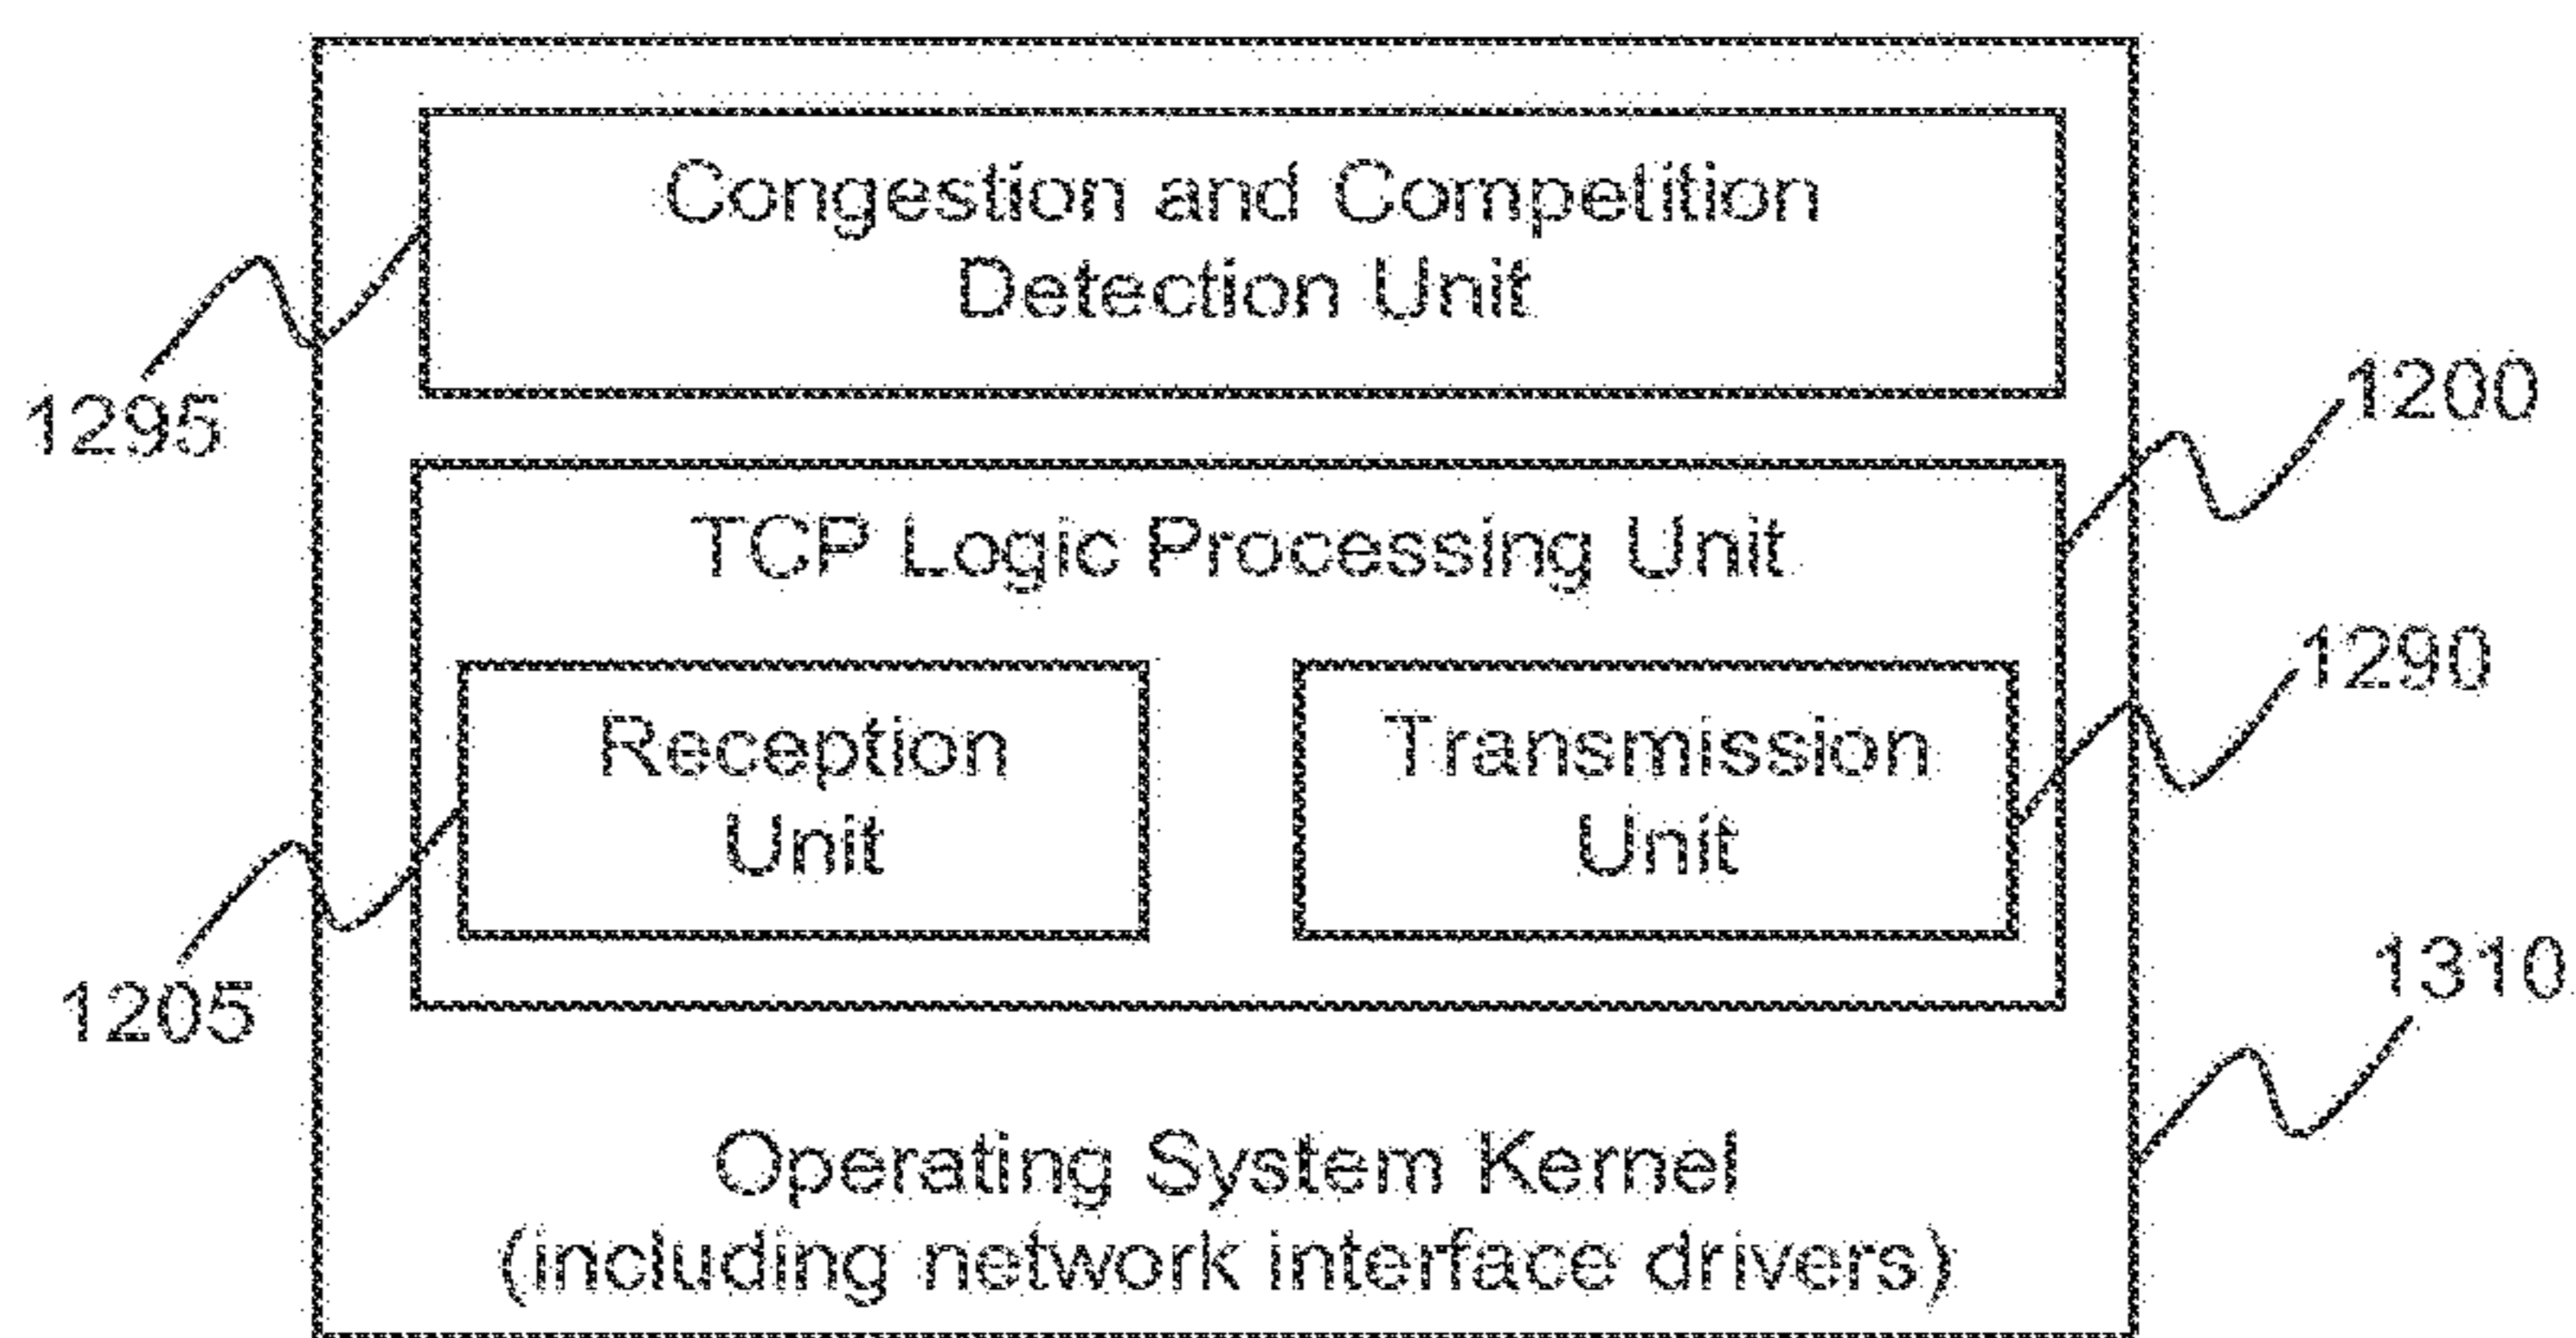 Congestion and Competition
Detection Unit
1295
1200
TCP Logic Processing Unit
1290
Reception
Unit
Transmission
Unit
1205
1310
Operating System Kernel
(including network interface drivers)